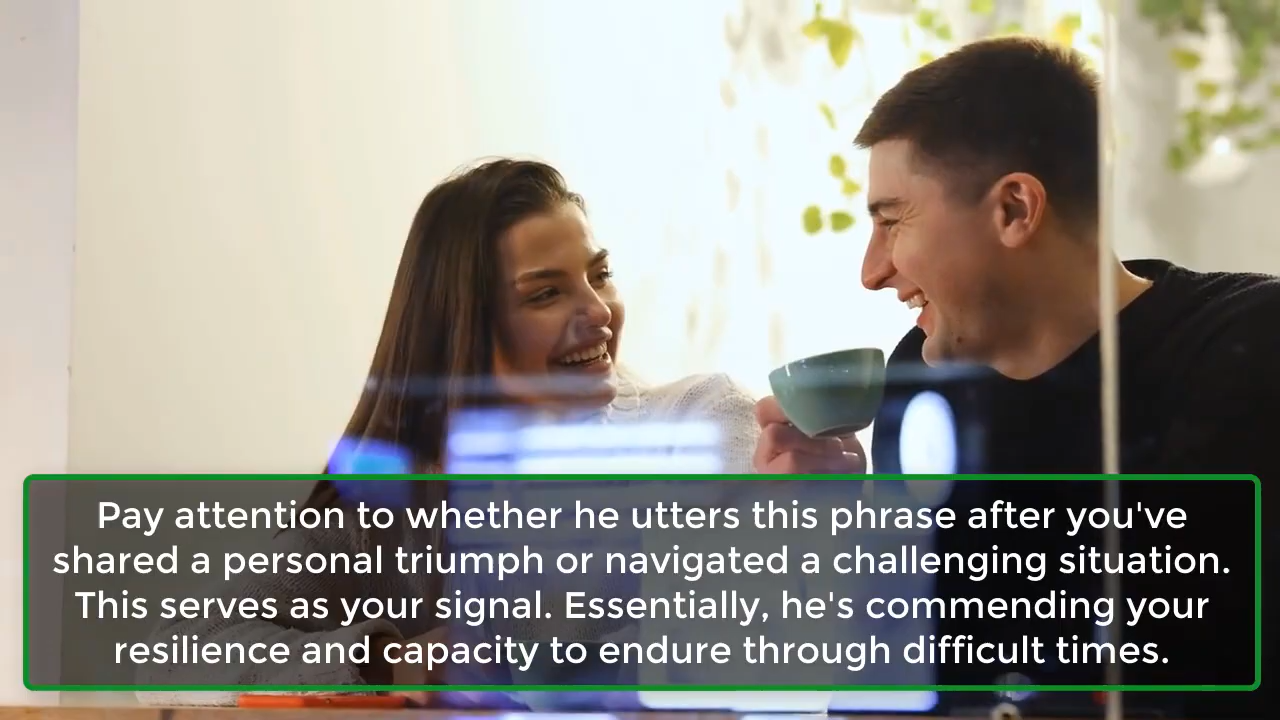 Pay attention to whether he utters this phrase after you've
shared a personal triumph or navigated a challenging situation.
This serves as your signal. Essentially, he's commending your
resilience and capacity to endure through difficult times.